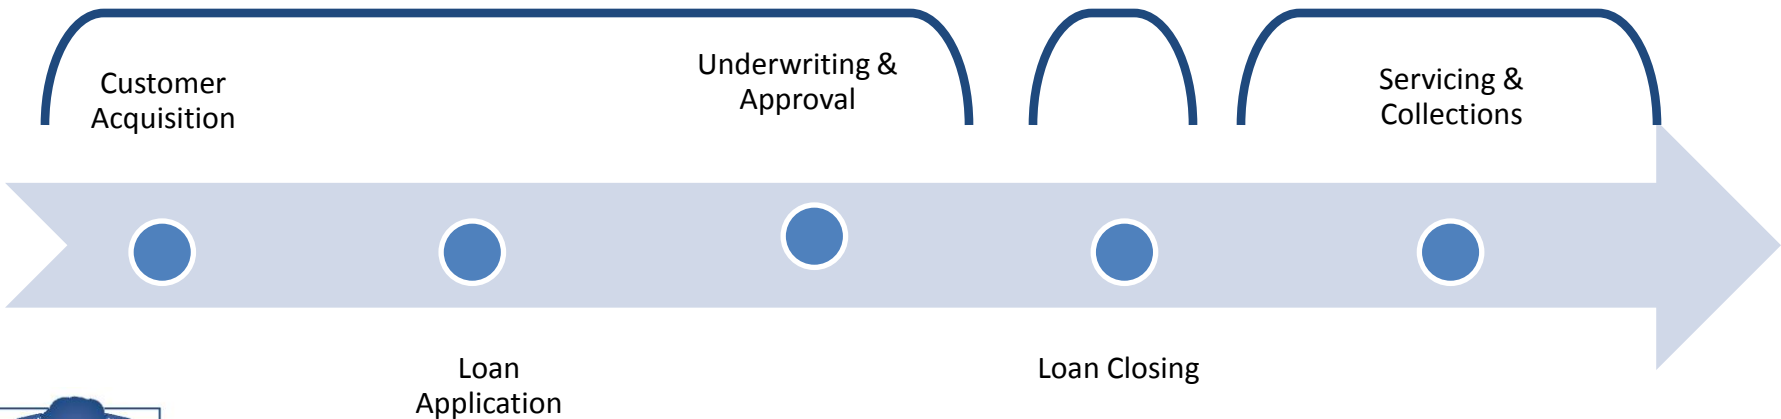 Customer
Acquisition
Underwriting &
Approval
Servicing &
Collections
Loan
Application
Loan Closing